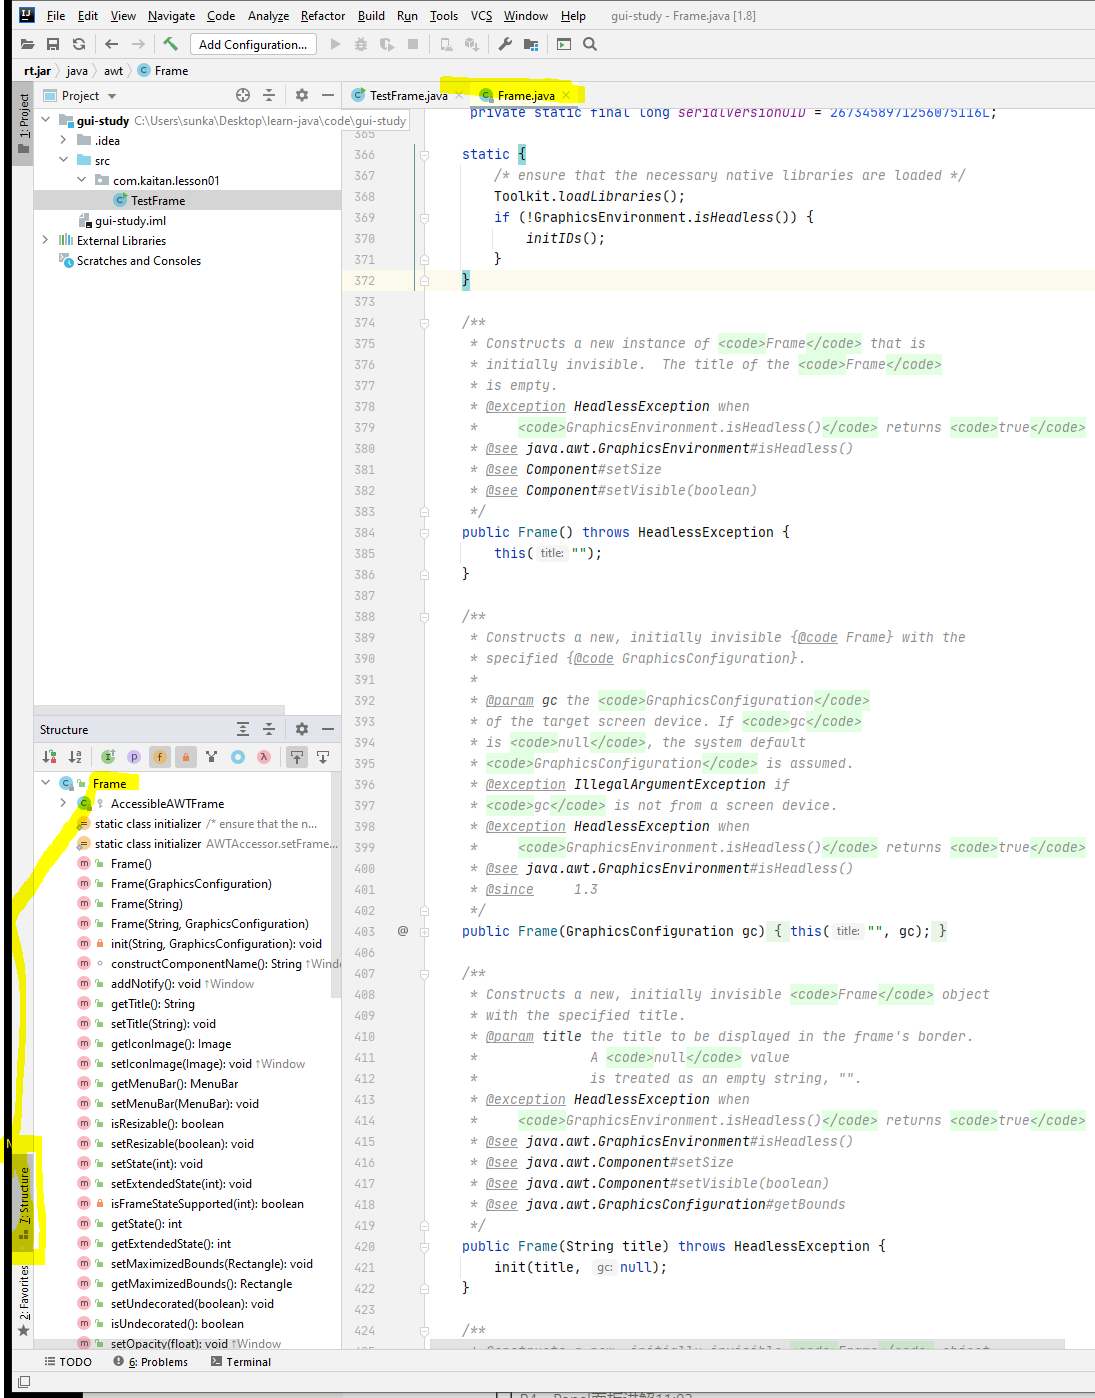 File Edit View Navigate Code Analyze Refactor Build Run Tools VCS Window Help gui-study - Frame.java [1.8]
Add Configuration...
rt.jar java awt Frame
1: Project
Project
TestFrame.java
Frame.java
gui-study C:\Users\sunka\Desktop\learn-java\code\gui-study
.idea
src
com.kaitan.lesson01
TestFrame
gui-study.iml
External Libraries
Scratches and Consoles
Structure
Frame
AccessibleAWTFrame
static class initializer /* ensure that the n...
static class initializer AWTAccessor.setFrame...
Frame()
Frame(GraphicsConfiguration)
Frame(String)
Frame(String, GraphicsConfiguration)
init(String, GraphicsConfiguration): void
constructComponentName(): String ↑Wind
addNotify(): void ↑Window
getTitle(): String
setTitle(String): void
getIconImage(): Image
setIconImage(Image): void ↑Window
getMenuBar(): MenuBar
setMenuBar(MenuBar): void
isResizable(): boolean
setResizable(boolean): void
setState(int): void
setExtendedState(int): void
isFrameStateSupported(int): boolean
getState(): int
getExtendedState(): int
setMaximizedBounds(Rectangle): void
getMaximizedBounds(): Rectangle
setUndecorated(boolean): void
isUndecorated(): boolean
setOpacity(float): void ↑Window
7: Structure
2: Favorites
private static final long serialVersionUID = 2673458971256075116L;
365
366 static {
367 /* ensure that the necessary native libraries are loaded */
368 Toolkit.loadLibraries();
369 if (!GraphicsEnvironment.isHeadless()) {
370 initIDs();
371 }
372 }
373
374 /**
375 * Constructs a new instance of <code>Frame</code> that is
376 * initially invisible.  The title of the <code>Frame</code>
377 * is empty.
378 * @exception HeadlessException when
379 * <code>GraphicsEnvironment.isHeadless()</code> returns <code>true</code>
380 * @see java.awt.GraphicsEnvironment#isHeadless()
381 * @see Component#setSize
382 * @see Component#setVisible(boolean)
383 */
384 public Frame() throws HeadlessException {
385 this( title: "");
386 }
387
388 /**
389 * Constructs a new, initially invisible {@code Frame} with the
390 * specified {@code GraphicsConfiguration}.
391 *
392 * @param gc the <code>GraphicsConfiguration</code>
393 * of the target screen device. If <code>gc</code>
394 * is <code>null</code>, the system default
395 * <code>GraphicsConfiguration</code> is assumed.
396 * @exception IllegalArgumentException if
397 * <code>gc</code> is not from a screen device.
398 * @exception HeadlessException when
399 * <code>GraphicsEnvironment.isHeadless()</code> returns <code>true</code>
400 * @see java.awt.GraphicsEnvironment#isHeadless()
401 * @since 1.3
402 */
403 @ public Frame(GraphicsConfiguration gc) { this( title: "", gc); }
406
407 /**
408 * Constructs a new, initially invisible <code>Frame</code> object
409 * with the specified title.
410 * @param title the title to be displayed in the frame's border.
411 * A <code>null</code> value
412 * is treated as an empty string, "".
413 * @exception HeadlessException when
414 * <code>GraphicsEnvironment.isHeadless()</code> returns <code>true</code>
415 * @see java.awt.GraphicsEnvironment#isHeadless()
416 * @see java.awt.Component#setSize
417 * @see java.awt.Component#setVisible(boolean)
418 * @see java.awt.GraphicsConfiguration#getBounds
419 */
420 public Frame(String title) throws HeadlessException {
421 init(title, gc: null);
422 }
423
424 /**
TODO 6: Problems Terminal